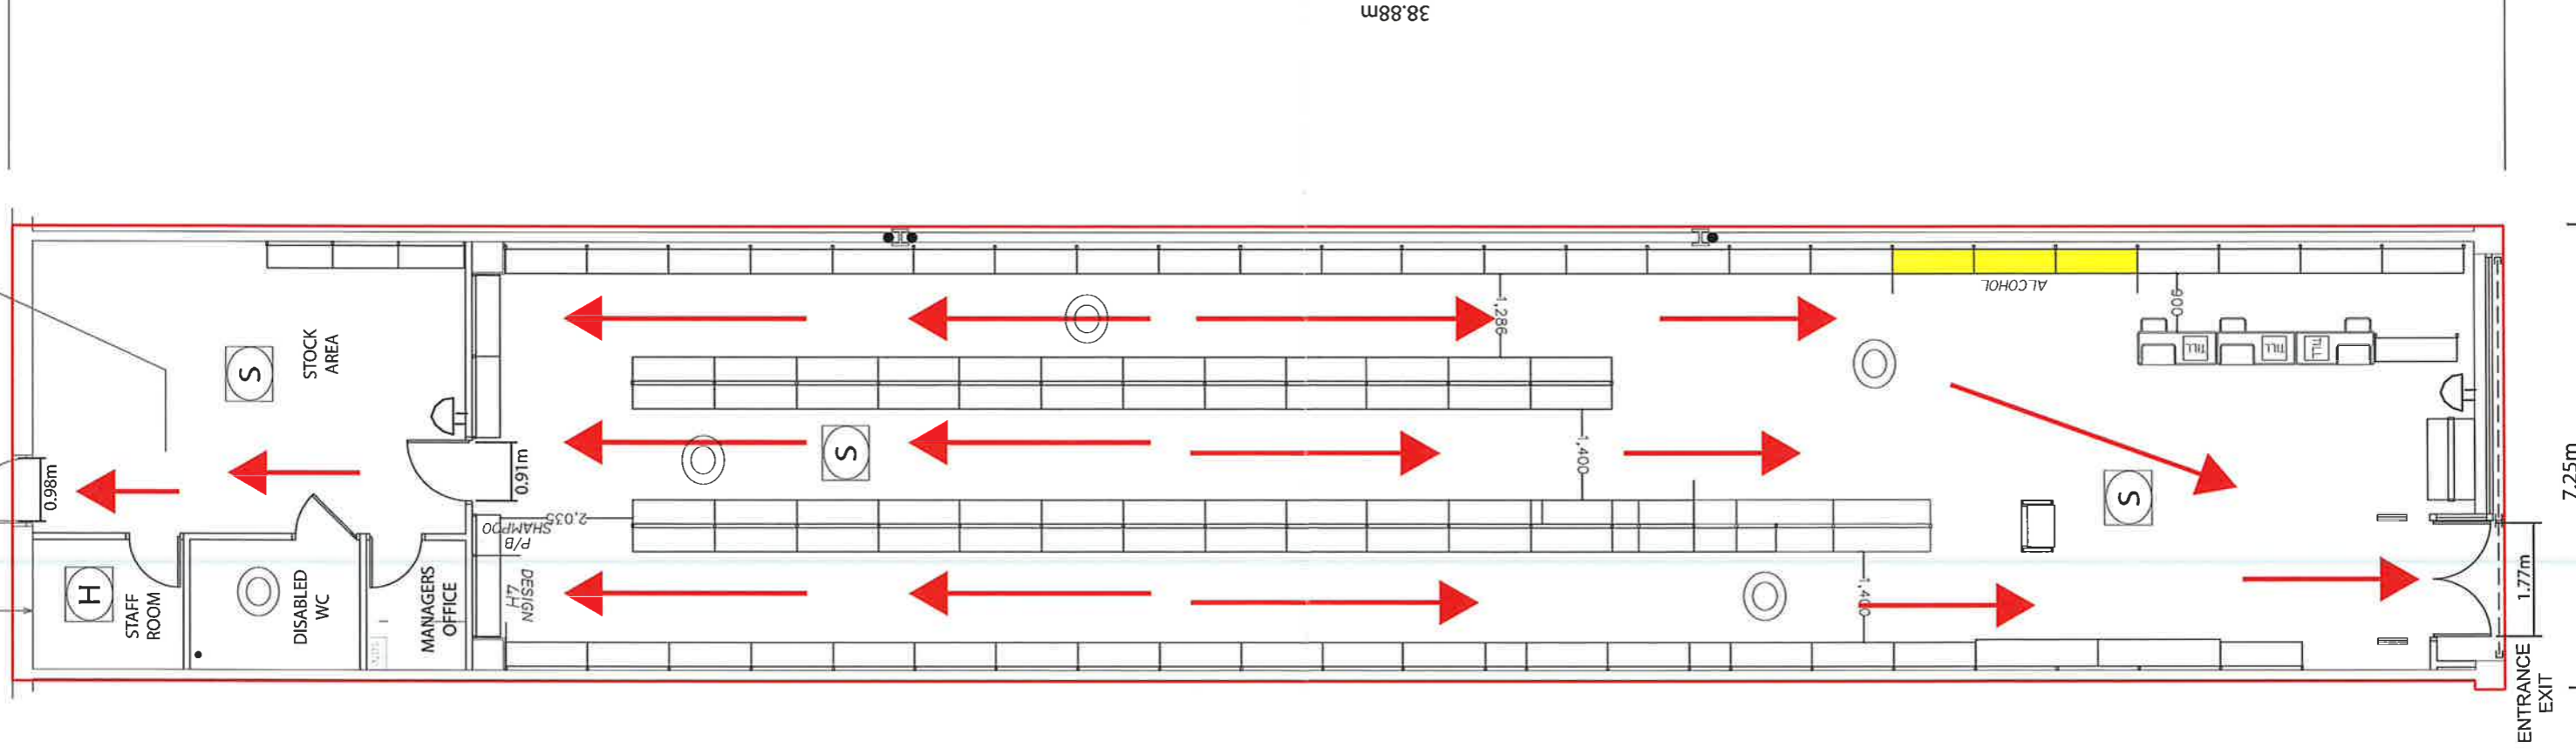 38.88m
0.98m
S
STOCK
AREA
H
STAFF
ROOM
DISABLED
WC
MANAGERS
OFFICE
0.91m
2,035
P/B
SHAMPOO
DESIGN
4H
S
1,286
1,400
1,400
ALCOHOL
900
TILL
TILL
TILL
S
1.77m
7.25m
ENTRANCE
EXIT